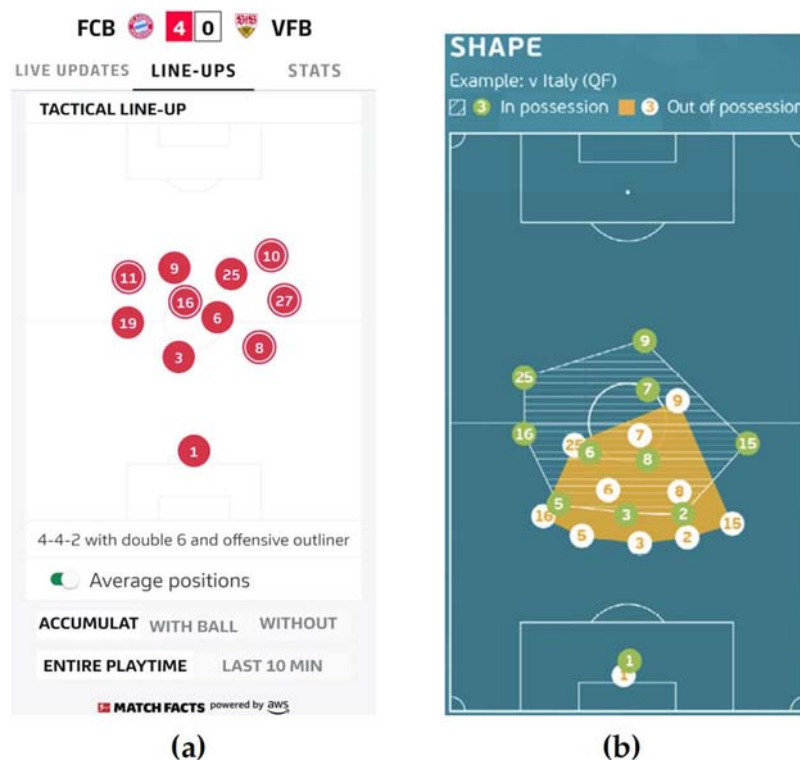 FCB 4 0 VFB
LIVE UPDATES LINE-UPS STATS
TACTICAL LINE-UP
10
9
25
11
16
27
6
19
8
3
1
4-4-2 with double 6 and offensive outliner
Average positions
ACCUMULAT WITH BALL WITHOUT
ENTIRE PLAYTIME LAST 10 MIN
MATCH FACTS powered by aws
(a)
SHAPE
Example: v Italy (QF)
3 In possession 3 Out of possession
9
25
7
9
16
7
15
25
6
8
6
8
5
3
2
16
15
5
3
2
1
1
(b)